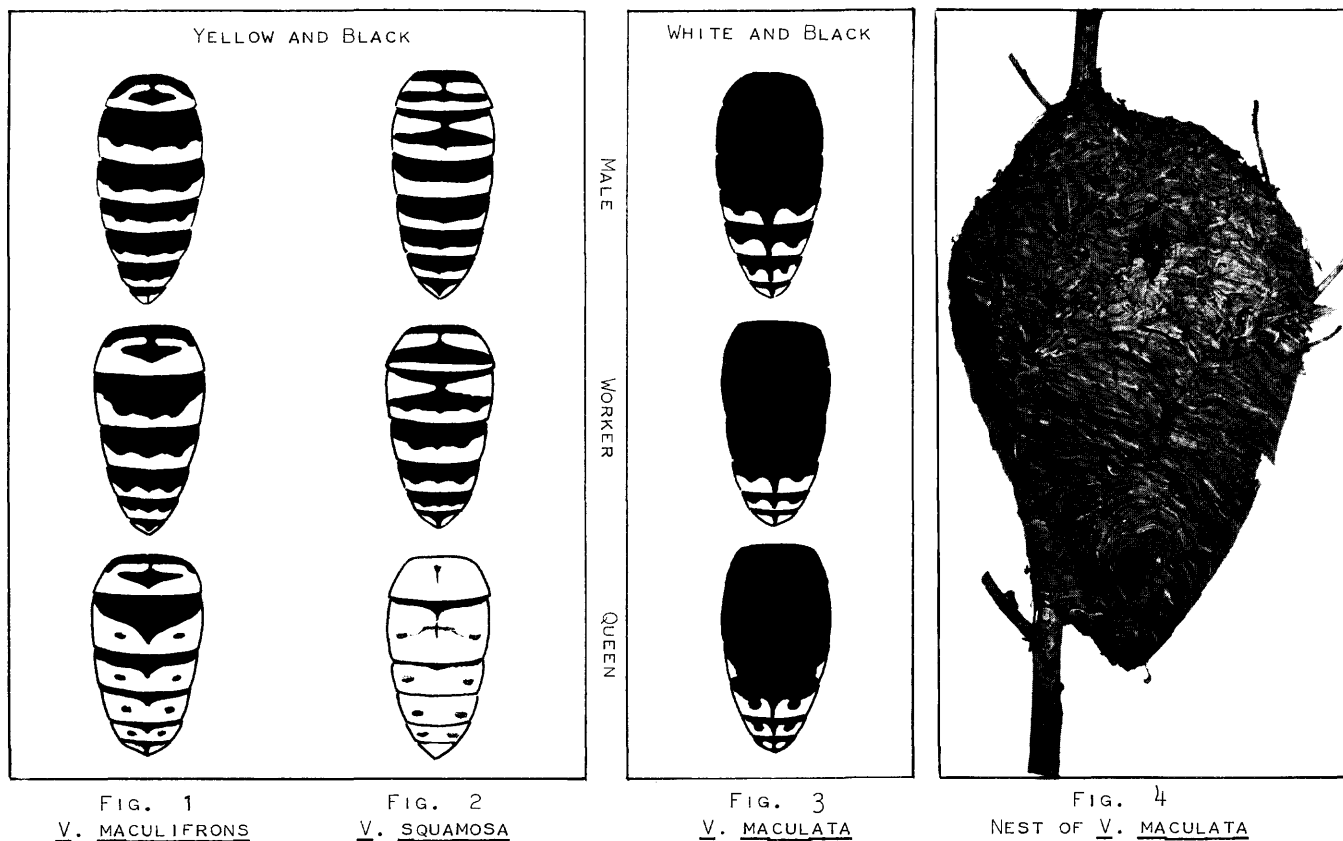 YELLOW AND BLACK
WHITE AND BLACK
MALE
WORKER
QUEEN
FIG. 1
V. MACULIFRONS
FIG. 2
V. SQUAMOSA
FIG. 3
V. MACULATA
FIG. 4
NEST OF V. MACULATA